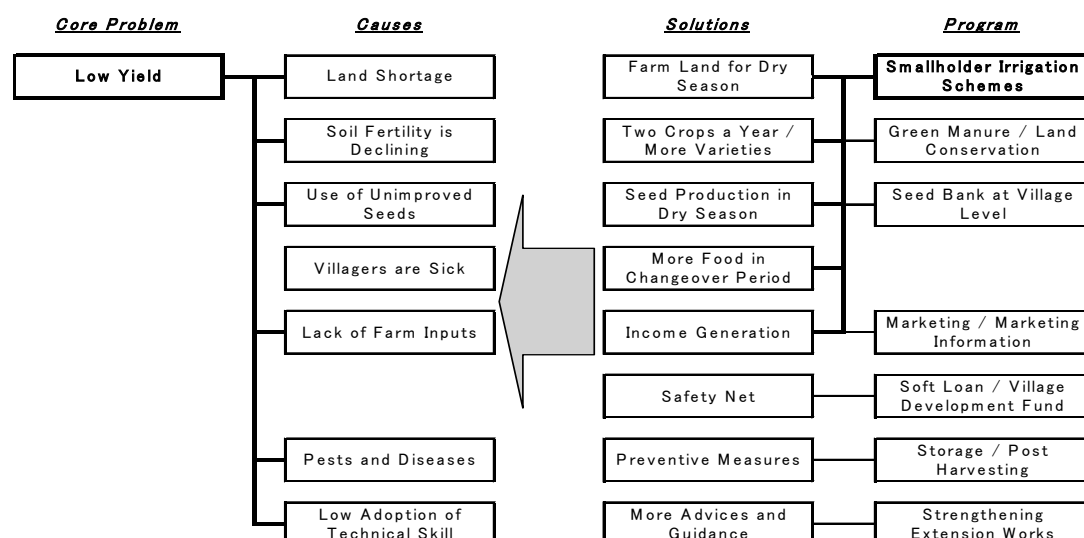 Core Problem
Causes
Solutions
Program
Low Yield
Land Shortage
Farm Land for Dry
Season
Smallholder Irrigation
Schemes
Soil Fertility is
Declining
Two Crops a Year /
More Varieties
Green Manure / Land
Conservation
Use of Unimproved
Seeds
Seed Production in
Dry Season
Seed Bank at Village
Level
Villagers are Sick
More Food in
Changeover Period
Lack of Farm Inputs
Income Generation
Marketing / Marketing
Information
Safety Net
Soft Loan / Village
Development Fund
Pests and Diseases
Preventive Measures
Storage / Post
Harvesting
Low Adoption of
Technical Skill
More Advices and
Guidance
Strengthening
Extension Works